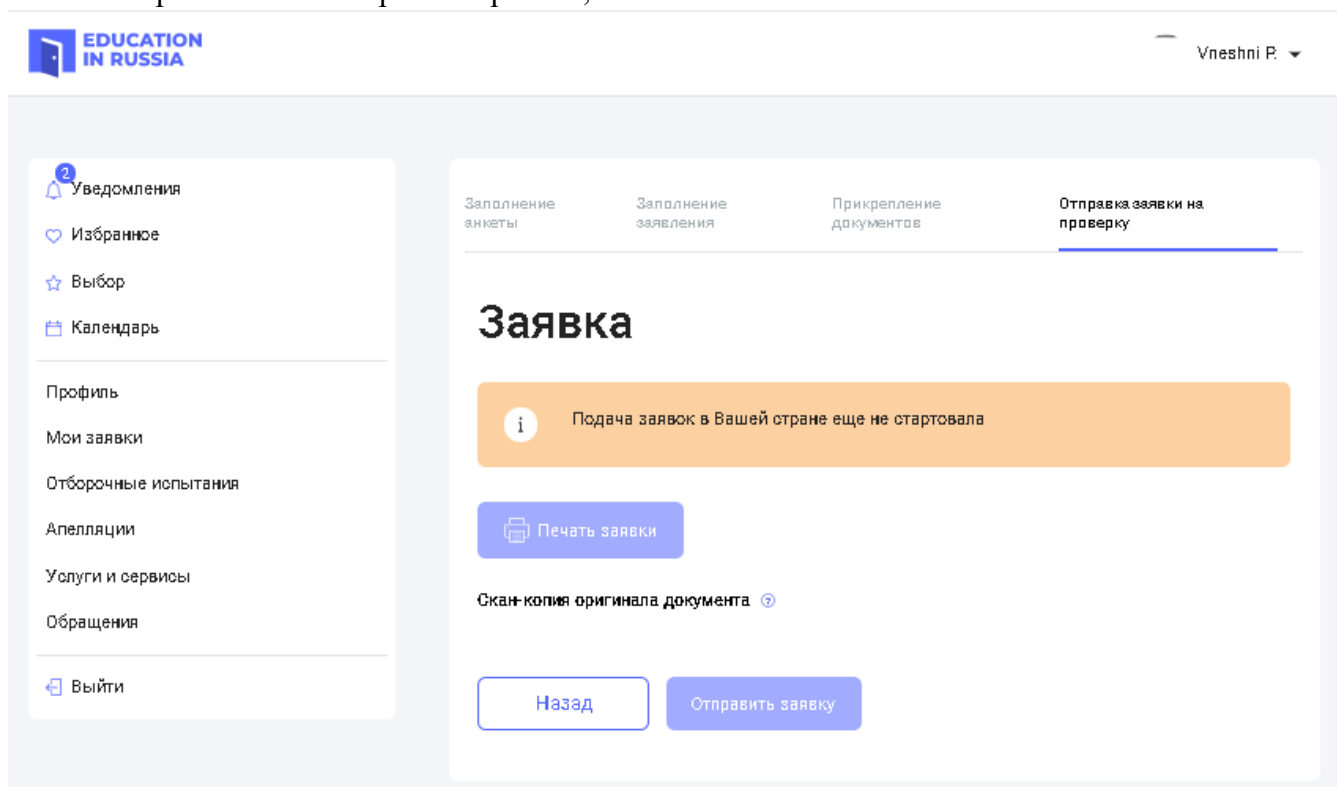 EDUCATION
IN RUSSIA
Vneshni P.
2
Уведомления
Избранное
Выбор
Календарь
Профиль
Мои заявки
Отборочные испытания
Апелляции
Услуги и сервисы
Обращения
Выйти
Заполнение
анкеты
Заполнение
заявления
Прикрепление
документов
Отправка заявки на
проверку
Заявка
i
Подача заявок в Вашей стране еще не стартовала
Печать заявки
Скан-копия оригинала документа ?
Назад
Отправить заявку